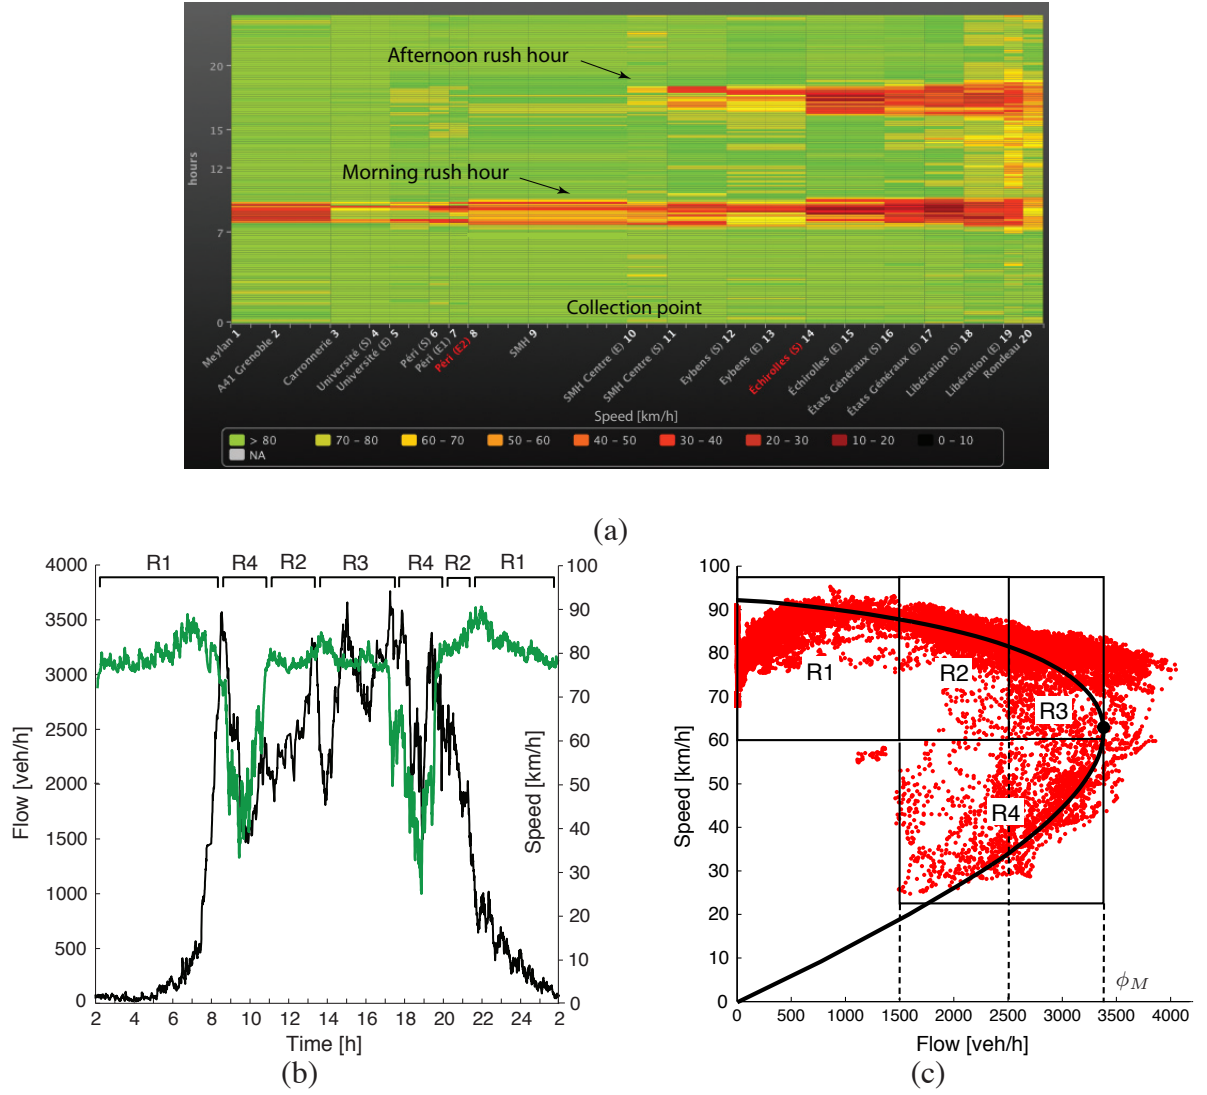 Afternoon rush hour
Morning rush hour
Collection point
hours
20
15
12
7
0
Meylan 1
A41 Grenoble 2
Carronnerie 3
Université (S) 4
Université (E) 5
Péri (S) 6
Péri (E1) 7
Péri (E2) 8
SMH 9
SMH Centre (E) 10
SMH Centre (S) 11
Eybens (S) 12
Eybens (E) 13
Échirolles (S) 14
Échirolles (E) 15
États Généraux (S) 16
États Généraux (E) 17
Libération (S) 18
Libération (E) 19
Rondeau 20
Speed [km/h]
> 80 70 – 80 60 – 70 50 – 60 40 – 50 30 – 40 20 – 30 10 – 20 0 – 10
NA
(a)
R1 R4 R2 R3 R4 R2 R1
Flow [veh/h]
4000
3500
3000
2500
2000
1500
1000
500
0
100
90
80
70
60
50
40
30
20
10
0
Speed [km/h]
2 4 6 8 10 12 14 16 18 20 22 24 2
Time [h]
(b)
Speed [km/h]
100
90
80
70
60
50
40
30
20
10
0
R1
R2
R3
R4
ϕM
0 500 1000 1500 2000 2500 3000 3500 4000
Flow [veh/h]
(c)